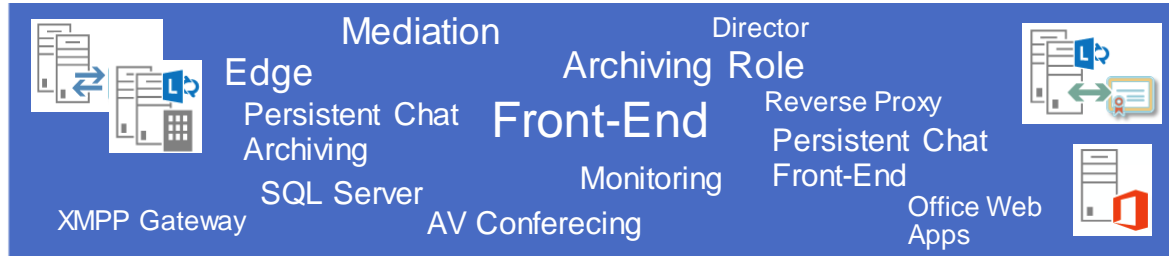 Mediation
Director
Edge
Archiving Role
Persistent Chat
Archiving
Front-End
Reverse Proxy
Persistent Chat
Front-End
SQL Server
Monitoring
XMPP Gateway
AV Conferecing
Office Web
Apps